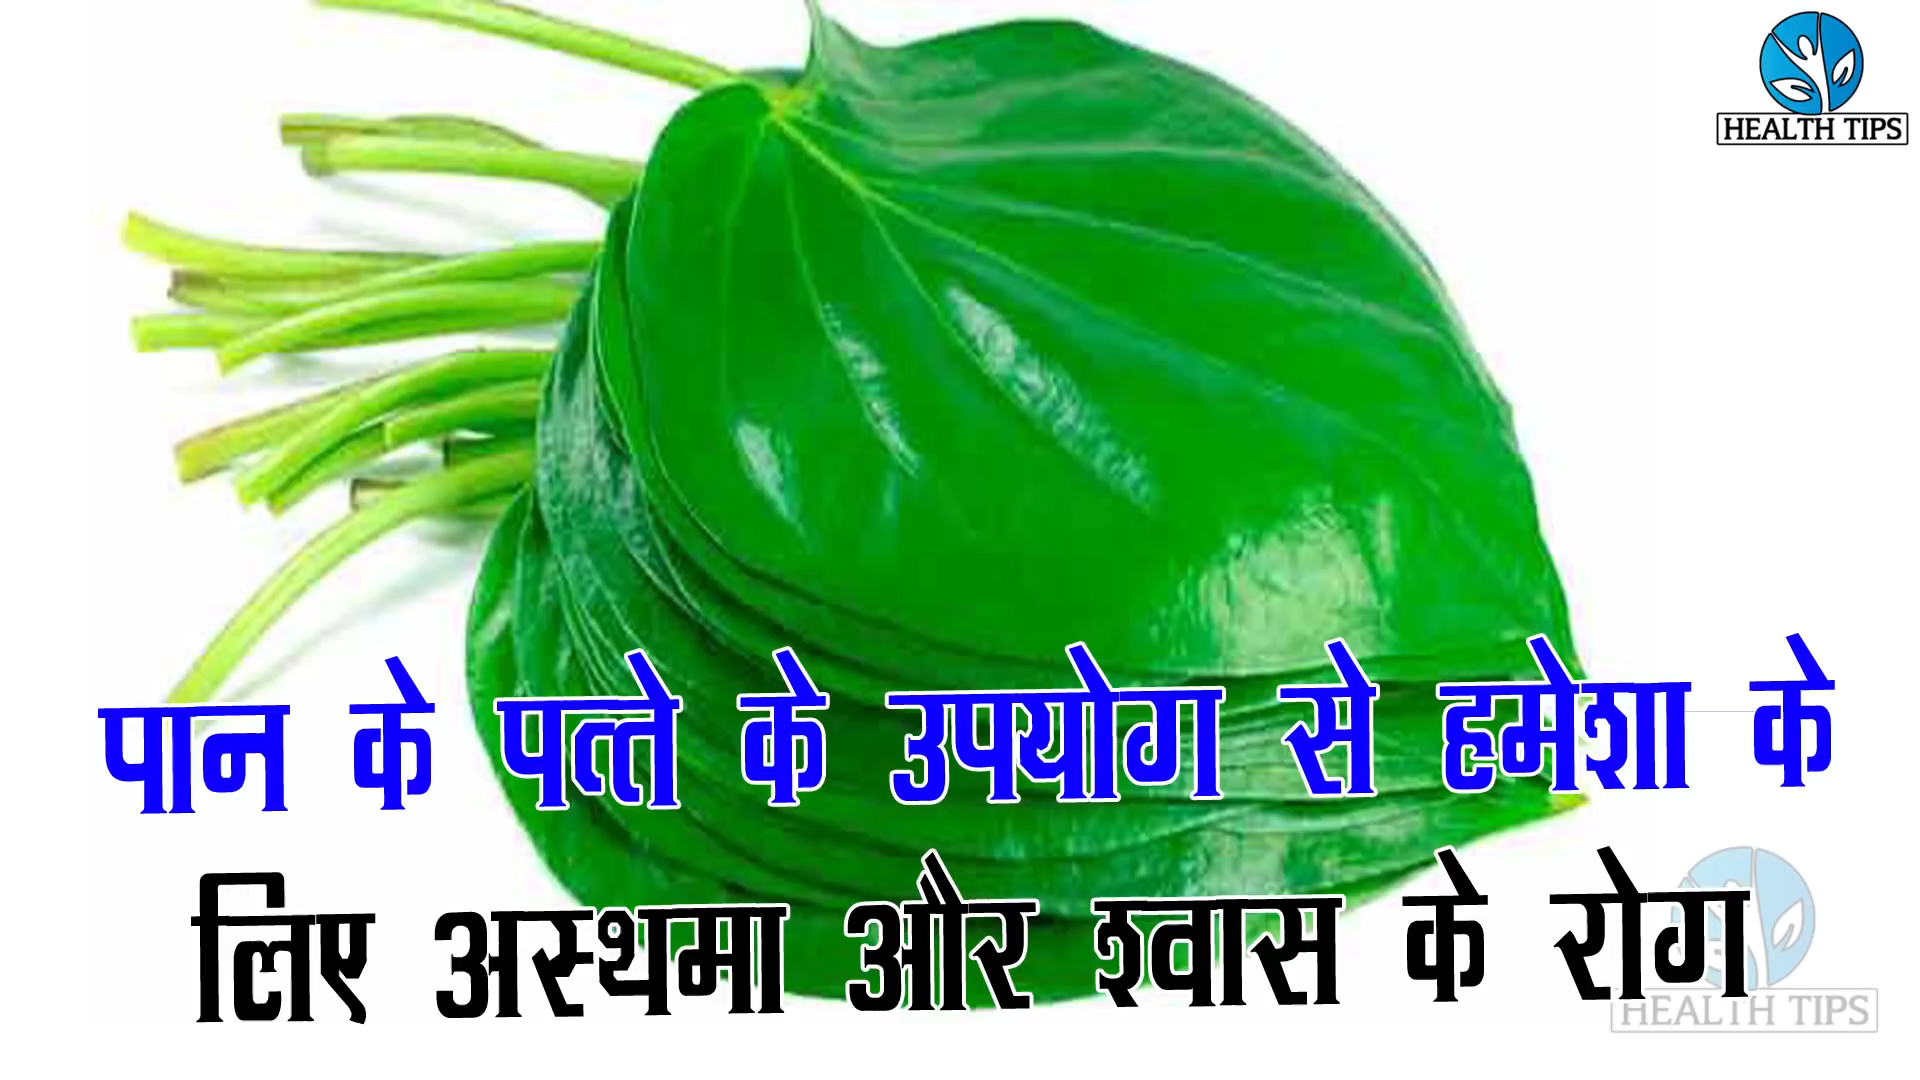 HEALTH TIPS
पान के पत्ते के उपयोग से हमेशा के
लिए अस्थमा और श्वास के रोग
HEALTH TIPS